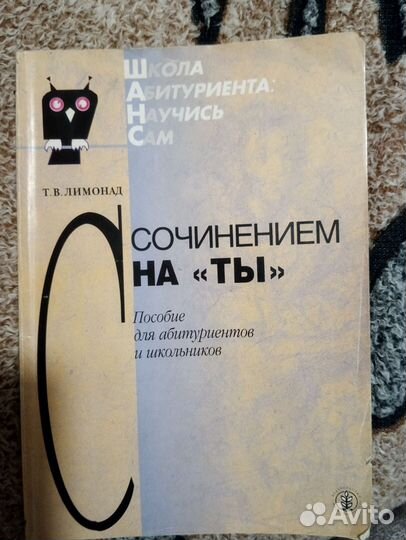 Школа
Абитуриента:
Научись
Сам
Т. В. ЛИМОНАД
С СОЧИНЕНИЕМ
НА «ТЫ»
Пособие
для абитуриентов
и школьников
Avito